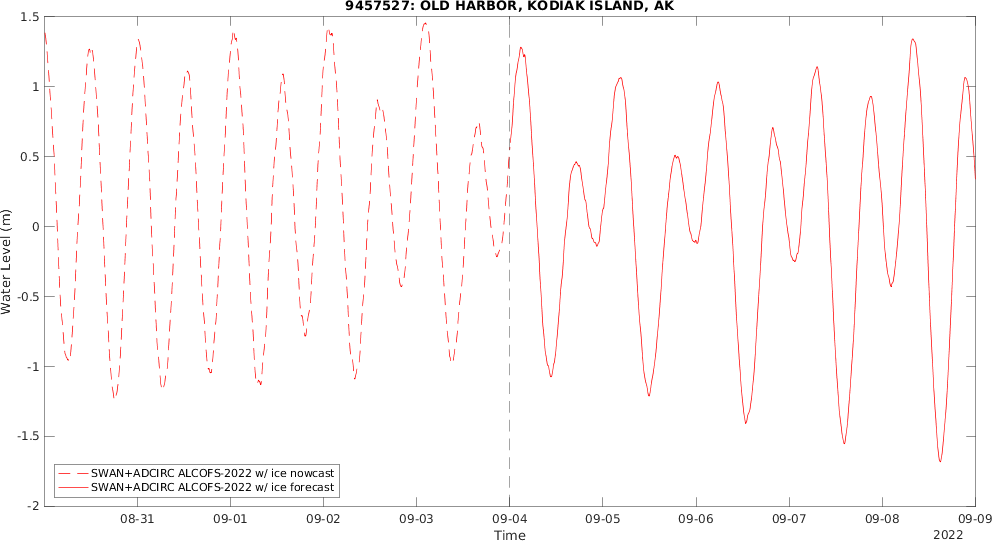 9457527: OLD HARBOR, KODIAK ISLAND, AK
1.5
1
0.5
0
-0.5
-1
-1.5
-2
Water Level (m)
SWAN+ADCIRC ALCOFS-2022 w/ ice nowcast
SWAN+ADCIRC ALCOFS-2022 w/ ice forecast
08-31 09-01 09-02 09-03 09-04 09-05 09-06 09-07 09-08 09-09
Time
2022